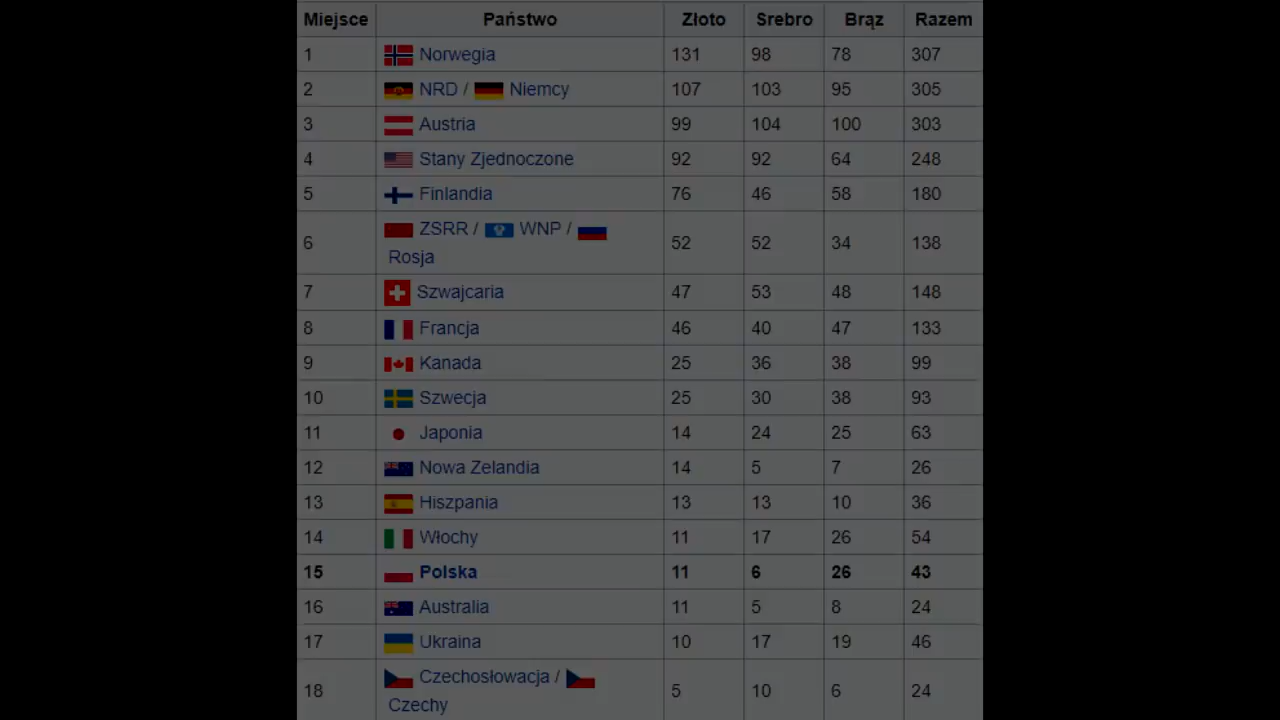 Miejsce Państwo Złoto Srebro Brąz Razem
1 Norwegia 131 98 78 307
2 NRD / Niemcy 107 103 95 305
3 Austria 99 104 100 303
4 Stany Zjednoczone 92 92 64 248
5 Finlandia 76 46 58 180
6 ZSRR / WNP / 52 52 34 138
Rosja
7 Szwajcaria 47 53 48 148
8 Francja 46 40 47 133
9 Kanada 25 36 38 99
10 Szwecja 25 30 38 93
11 Japonia 14 24 25 63
12 Nowa Zelandia 14 5 7 26
13 Hiszpania 13 13 10 36
14 Włochy 11 17 26 54
15 Polska 11 6 26 43
16 Australia 11 5 8 24
17 Ukraina 10 17 19 46
18 Czechosłowacja / 5 10 6 24
Czechy